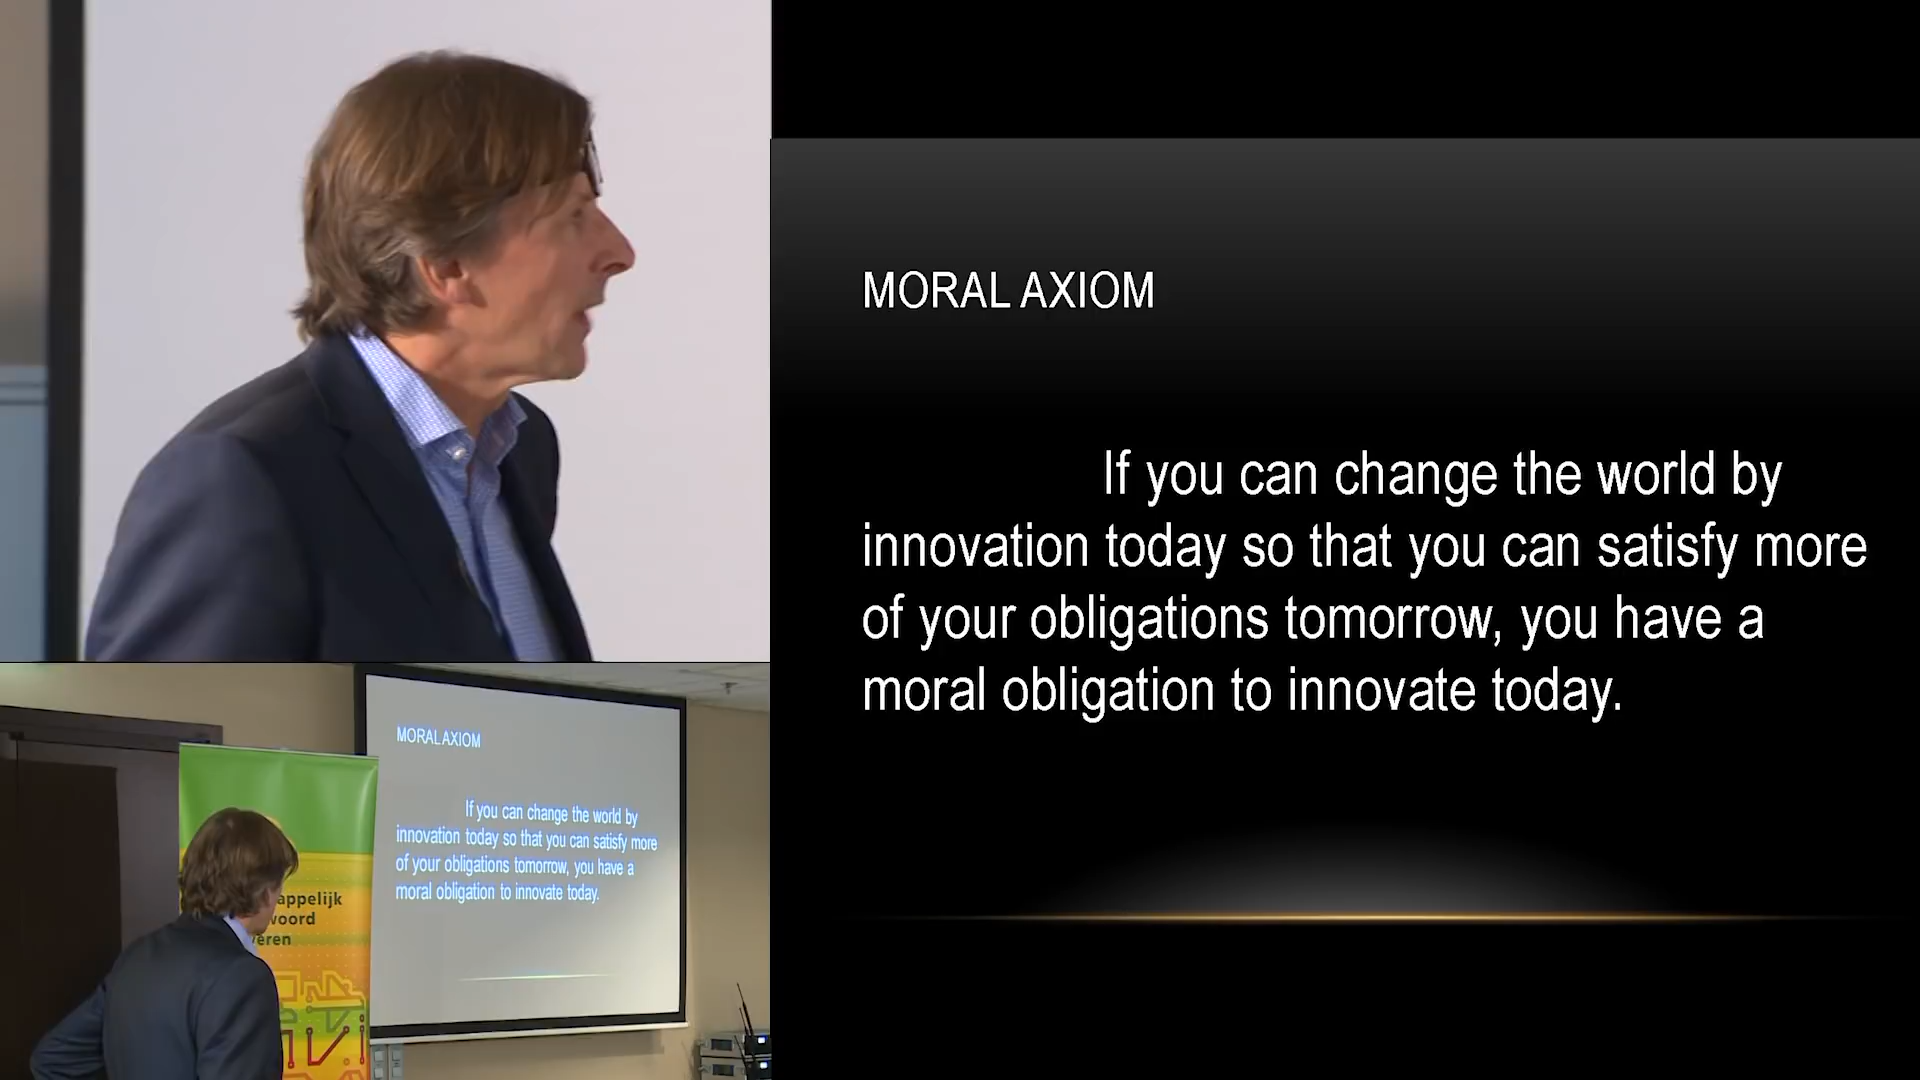 MORAL AXIOM
If you can change the world by
innovation today so that you can satisfy more
of your obligations tomorrow, you have a
moral obligation to innovate today.
MORAL AXIOM
If you can change the world by
innovation today so that you can satisfy more
of your obligations tomorrow, you have a
moral obligation to innovate today.
appelijk
woord
eren